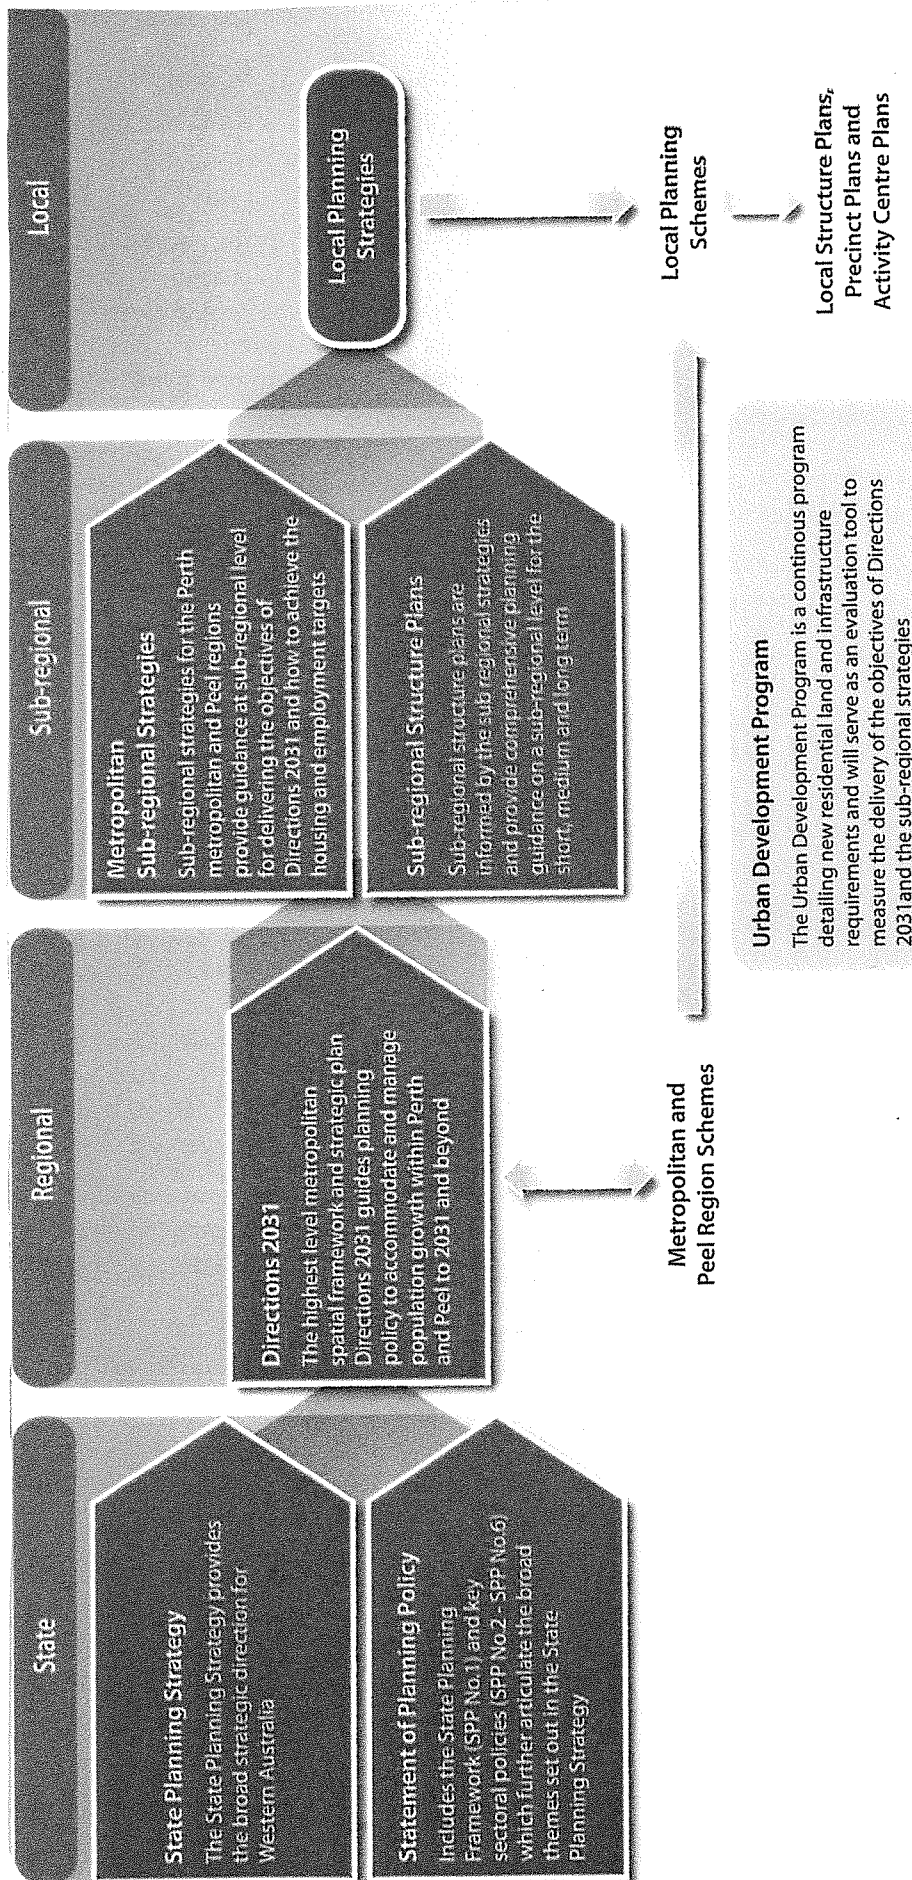 State
Regional
Sub-regional
Local
State Planning Strategy
The State Planning Strategy provides
the broad strategic direction for
Western Australia
Statement of Planning Policy
Includes the State Planning
Framework (SPP No.1) and key
sectoral policies (SPP No.2 - SPP No.6)
which further articulate the broad
themes set out in the State
Planning Strategy
Directions 2031
The highest level metropolitan
spatial framework and strategic plan
Directions 2031 guides planning
policy to accommodate and manage
population growth within Perth
and Peel to 2031 and beyond
Metropolitan and
Peel Region Schemes
Metropolitan
Sub-regional Strategies
Sub-regional strategies for the Perth
metropolitan and Peel regions
provide guidance at sub-regional level
for delivering the objectives of
Directions 2031 and how to achieve the
housing and employment targets
Sub-regional Structure Plans
Sub-regional structure plans are
informed by the sub regional strategies
and provide comprehensive planning
guidance on a sub-regional level for the
short, medium and long term
Urban Development Program
The Urban Development Program is a continous program
detailing new residential land and infrastructure
requirements and will serve as an evaluation tool to
measure the delivery of the objectives of Directions
2031and the sub-regional strategies
Local Planning
Strategies
Local Planning
Schemes
Local Structure Plans,
Precinct Plans and
Activity Centre Plans